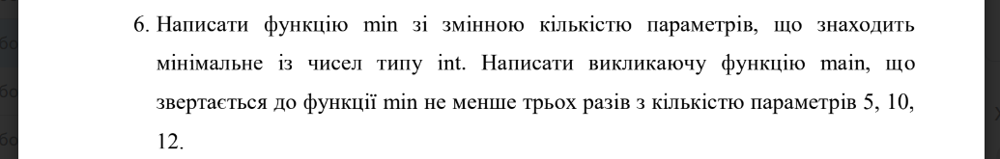 6. Написати функцію min зі змінною кількістю параметрів, що знаходить
мінімальне із чисел типу int. Написати викликаючу функцію main, що
звертається до функції min не менше трьох разів з кількістю параметрів 5, 10,
12.